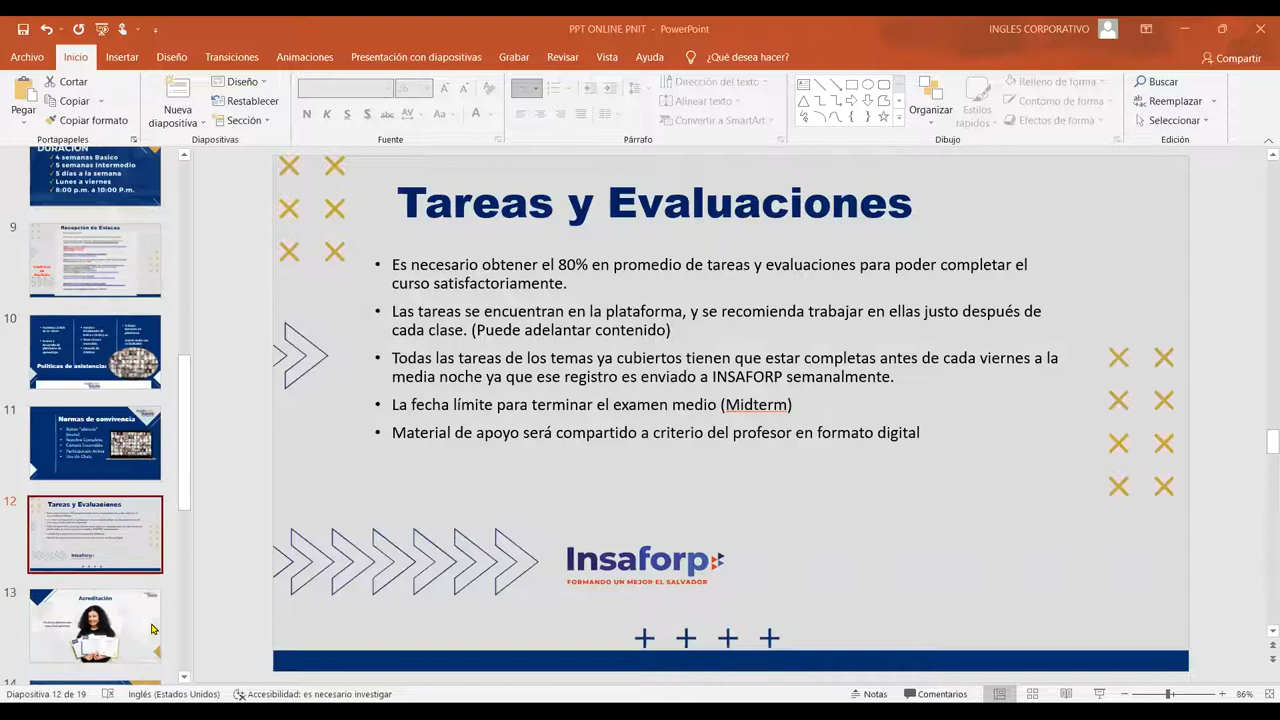 PPT ONLINE PNIT - PowerPoint
INGLES CORPORATIVO
Archivo
Inicio
Insertar
Diseño
Transiciones
Animaciones
Presentación con diapositivas
Grabar
Revisar
Vista
Ayuda
¿Qué desea hacer?
Compartir
Pegar
Cortar
Copiar
Copiar formato
Portapapeles
Nueva
diapositiva
Diseño
Restablecer
Sección
Diapositivas
Fuente
Dirección del texto
Alinear texto
Convertir a SmartArt
Párrafo
Organizar
Estilos
rápidos
Relleno de forma
Contorno de forma
Efectos de forma
Dibujo
Buscar
Reemplazar
Seleccionar
Edición
DURACIÓN
4 semanas Basico
5 semanas Intermedio
5 días a la semana
Lunes a viernes
8:00 p.m. a 10:00 P.m.
9
Recepción de Enlaces
10
Políticas de asistencia:
11
Normas de convivencia
12
Tareas y Evaluaciones
13
Acreditación
14
Tareas y Evaluaciones
• Es necesario obtener el 80% en promedio de tareas y evaluaciones para poder completar el
curso satisfactoriamente.
• Las tareas se encuentran en la plataforma, y se recomienda trabajar en ellas justo después de
cada clase. (Puede adelantar contenido)
• Todas las tareas de los temas ya cubiertos tienen que estar completas antes de cada viernes a la
media noche ya que ese registro es enviado a INSAFORP semanalmente.
• La fecha límite para terminar el examen medio (Midterm)
• Material de apoyo será compartido a criterio del profesor en formato digital
Insaforp
FORMANDO UN MEJOR EL SALVADOR
Diapositiva 12 de 19
Inglés (Estados Unidos)
Accesibilidad: es necesario investigar
Notas
Comentarios
86%